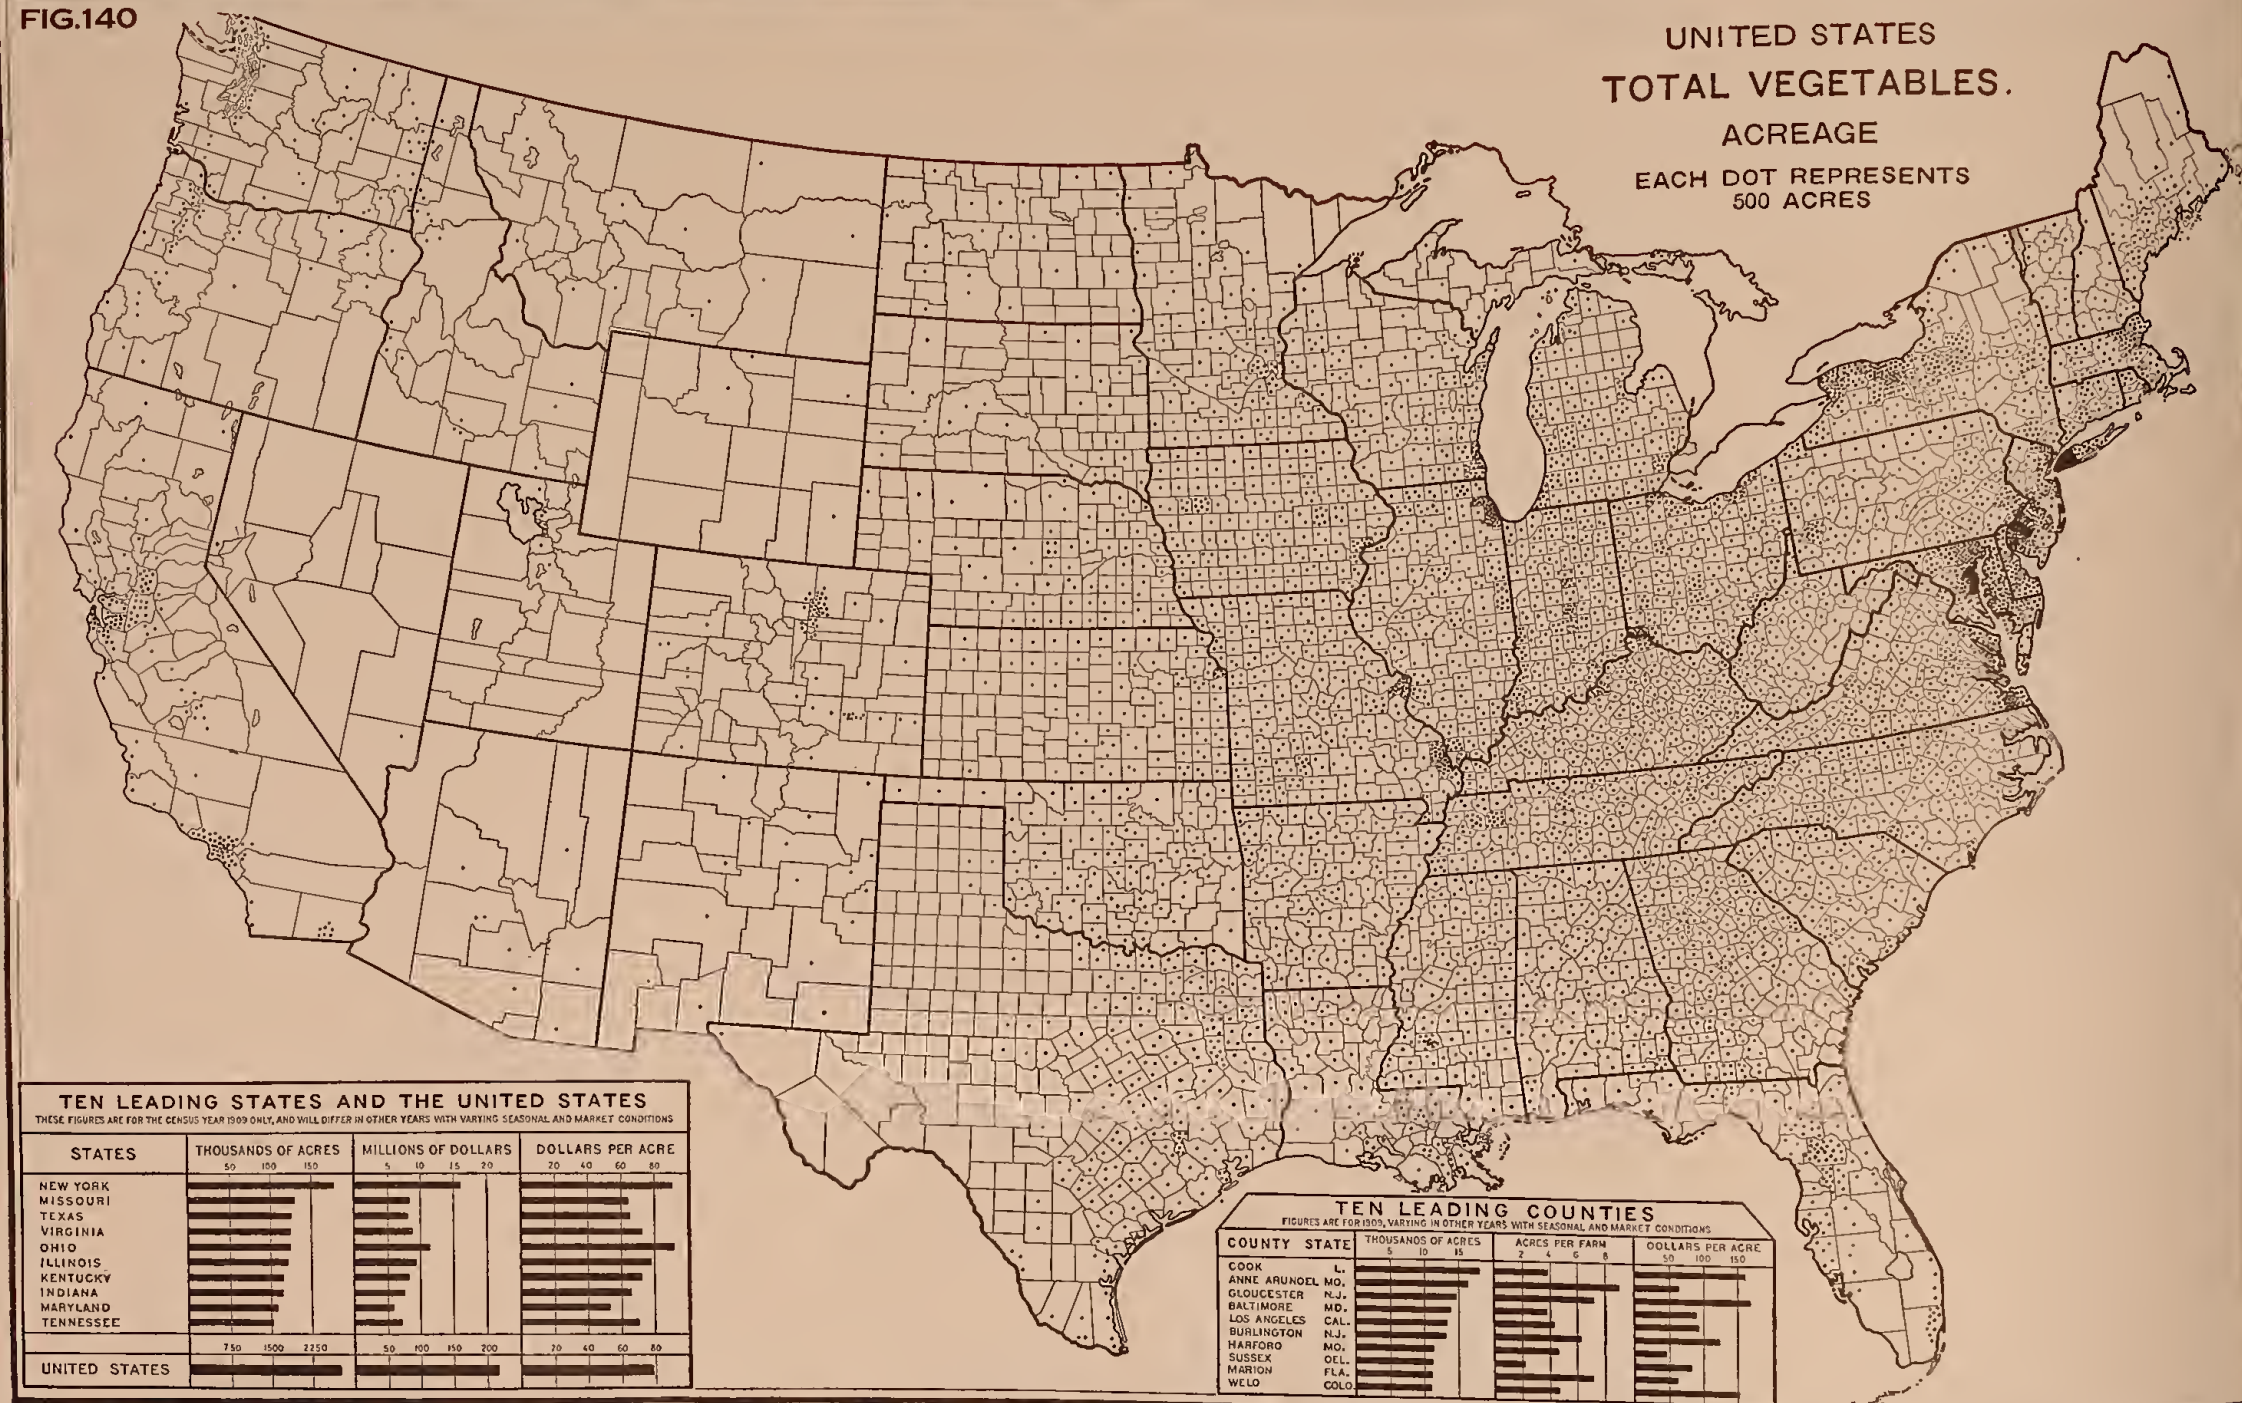 FIG.140
UNITED STATES
TOTAL VEGETABLES.
ACREAGE
EACH DOT REPRESENTS
500 ACRES
TEN LEADING STATES AND THE UNITED STATES
THESE FIGURES ARE FOR THE CENSUS YEAR 1909 ONLY, AND WILL DIFFER IN OTHER YEARS WITH VARYING SEASONAL AND MARKET CONDITIONS
STATES THOUSANDS OF ACRES MILLIONS OF DOLLARS DOLLARS PER ACRE
50 100 150 5 10 15 20 20 40 60 80
NEW YORK
MISSOURI
TEXAS
VIRGINIA
OHIO
ILLINOIS
KENTUCKY
INDIANA
MARYLAND
TENNESSEE
750 1500 2250 50 100 150 200 20 40 60 80
UNITED STATES
TEN LEADING COUNTIES
FIGURES ARE FOR 1909, VARYING IN OTHER YEARS WITH SEASONAL AND MARKET CONDITIONS
COUNTY STATE THOUSANDS OF ACRES ACRES PER FARM DOLLARS PER ACRE
5 10 15 2 4 6 8 50 100 150
COOK L.
ANNE ARUNOEL MO.
GLOUCESTER N.J.
BALTIMORE MD.
LOS ANGELES CAL.
BURLINGTON N.J.
HARFORO MO.
SUSSEX OEL.
MARION FLA.
WELO COLO.